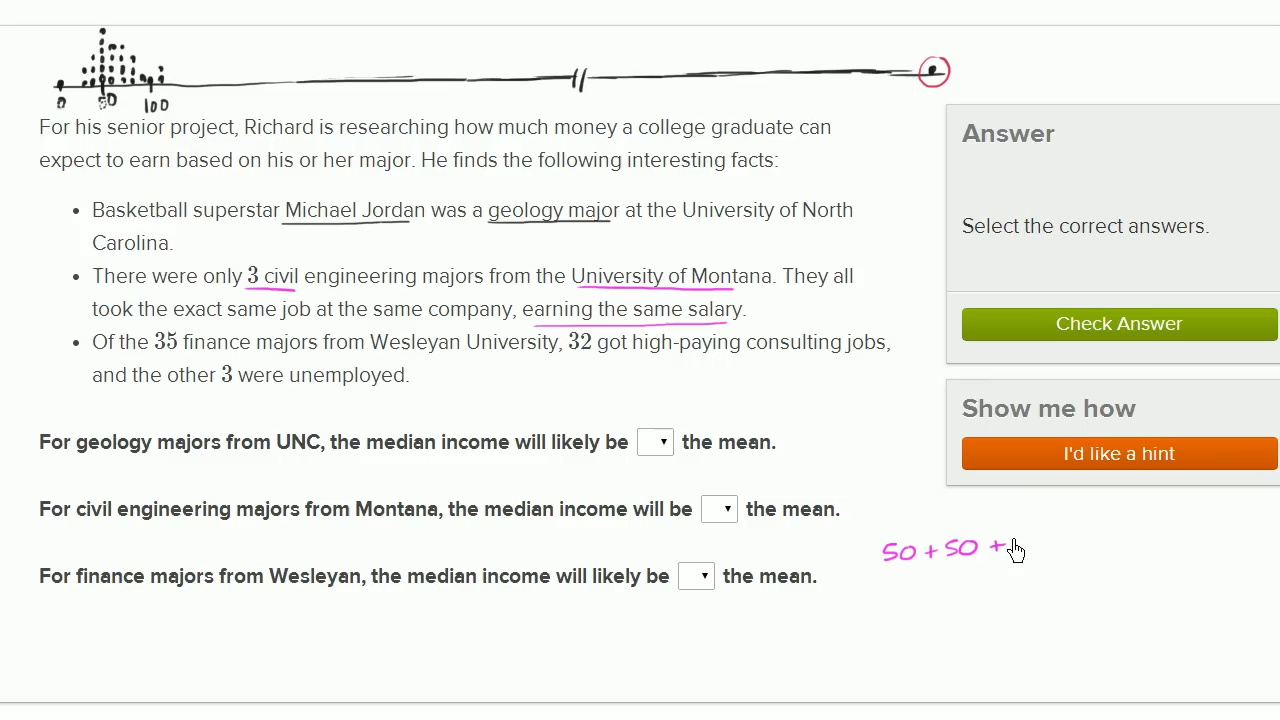 0 50 100
For his senior project, Richard is researching how much money a college graduate can
expect to earn based on his or her major. He finds the following interesting facts:
• Basketball superstar Michael Jordan was a geology major at the University of North
Carolina.
• There were only 3 civil engineering majors from the University of Montana. They all
took the exact same job at the same company, earning the same salary.
• Of the 35 finance majors from Wesleyan University, 32 got high-paying consulting jobs,
and the other 3 were unemployed.
For geology majors from UNC, the median income will likely be the mean.
For civil engineering majors from Montana, the median income will be the mean.
For finance majors from Wesleyan, the median income will likely be the mean.
50 + 50 +
Answer
Select the correct answers.
Check Answer
Show me how
I'd like a hint